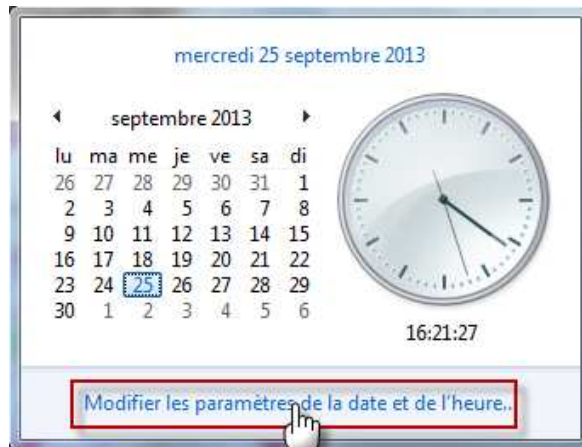 mercredi 25 septembre 2013
septembre 2013
lu ma me je ve sa di
26 27 28 29 30 31 1
2 3 4 5 6 7 8
9 10 11 12 13 14 15
16 17 18 19 20 21 22
23 24 25 26 27 28 29
30 1 2 3 4 5 6
16:21:27
Modifier les paramètres de la date et de l'heure...